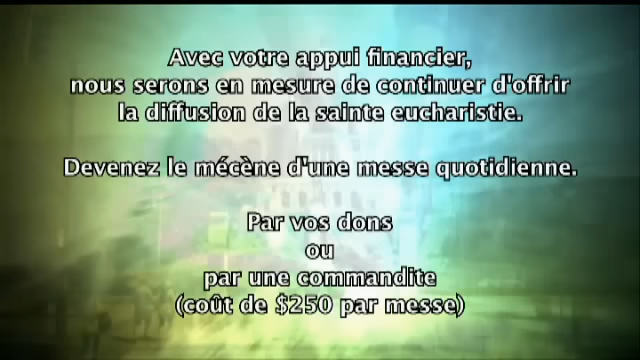 Avec votre appui financier,
nous serons en mesure de continuer d'offrir
la diffusion de la sainte eucharistie.
Devenez le mécène d'une messe quotidienne.
Par vos dons
ou
par une commandite
(coût de $250 par messe)